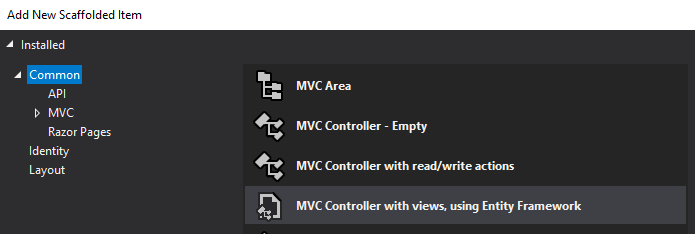 Add New Scaffolded Item
Installed
Common
API
MVC
Razor Pages
Identity
Layout
MVC Area
MVC Controller - Empty
MVC Controller with read/write actions
MVC Controller with views, using Entity Framework